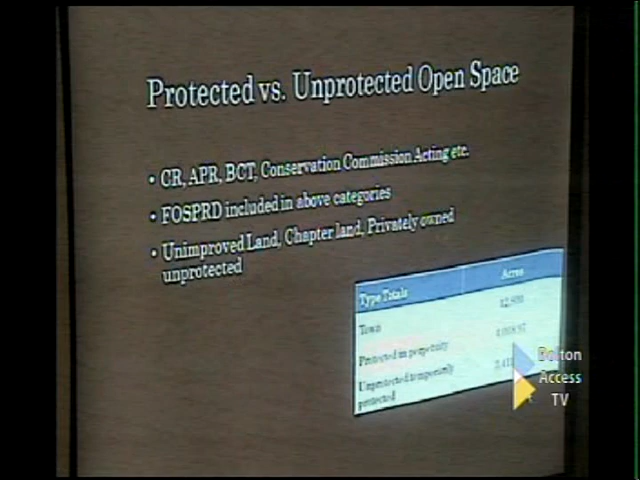 Protected vs. Unprotected Open Space
• CR, APR, BCT, Conservation Commission Acting etc.
• FOSPRD included in above categories
• Unimproved Land, Chapter land, Privately owned
unprotected
Type Totals Acres
Town
Protected in perpetuity
Unprotected temporarily
protected
Bolton
Access
TV